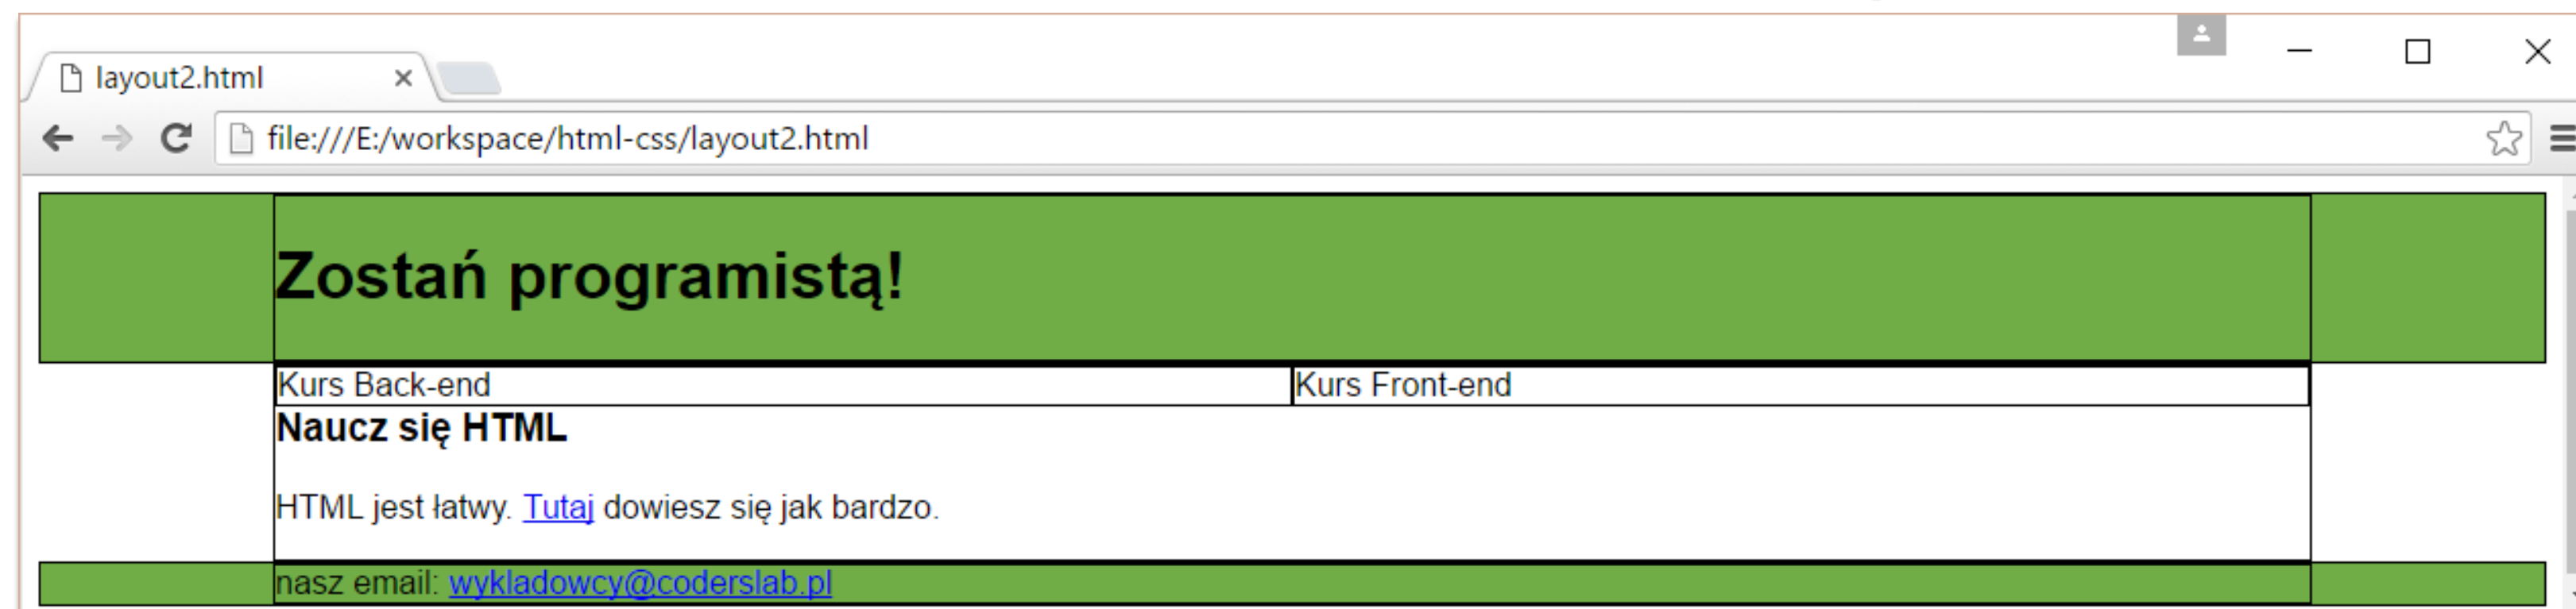 layout2.html
file:///E:/workspace/html-css/layout2.html
Zostań programistą!
Kurs Back-end
Kurs Front-end
Naucz się HTML
HTML jest łatwy. Tutaj dowiesz się jak bardzo.
nasz email: wykladowcy@coderslab.pl